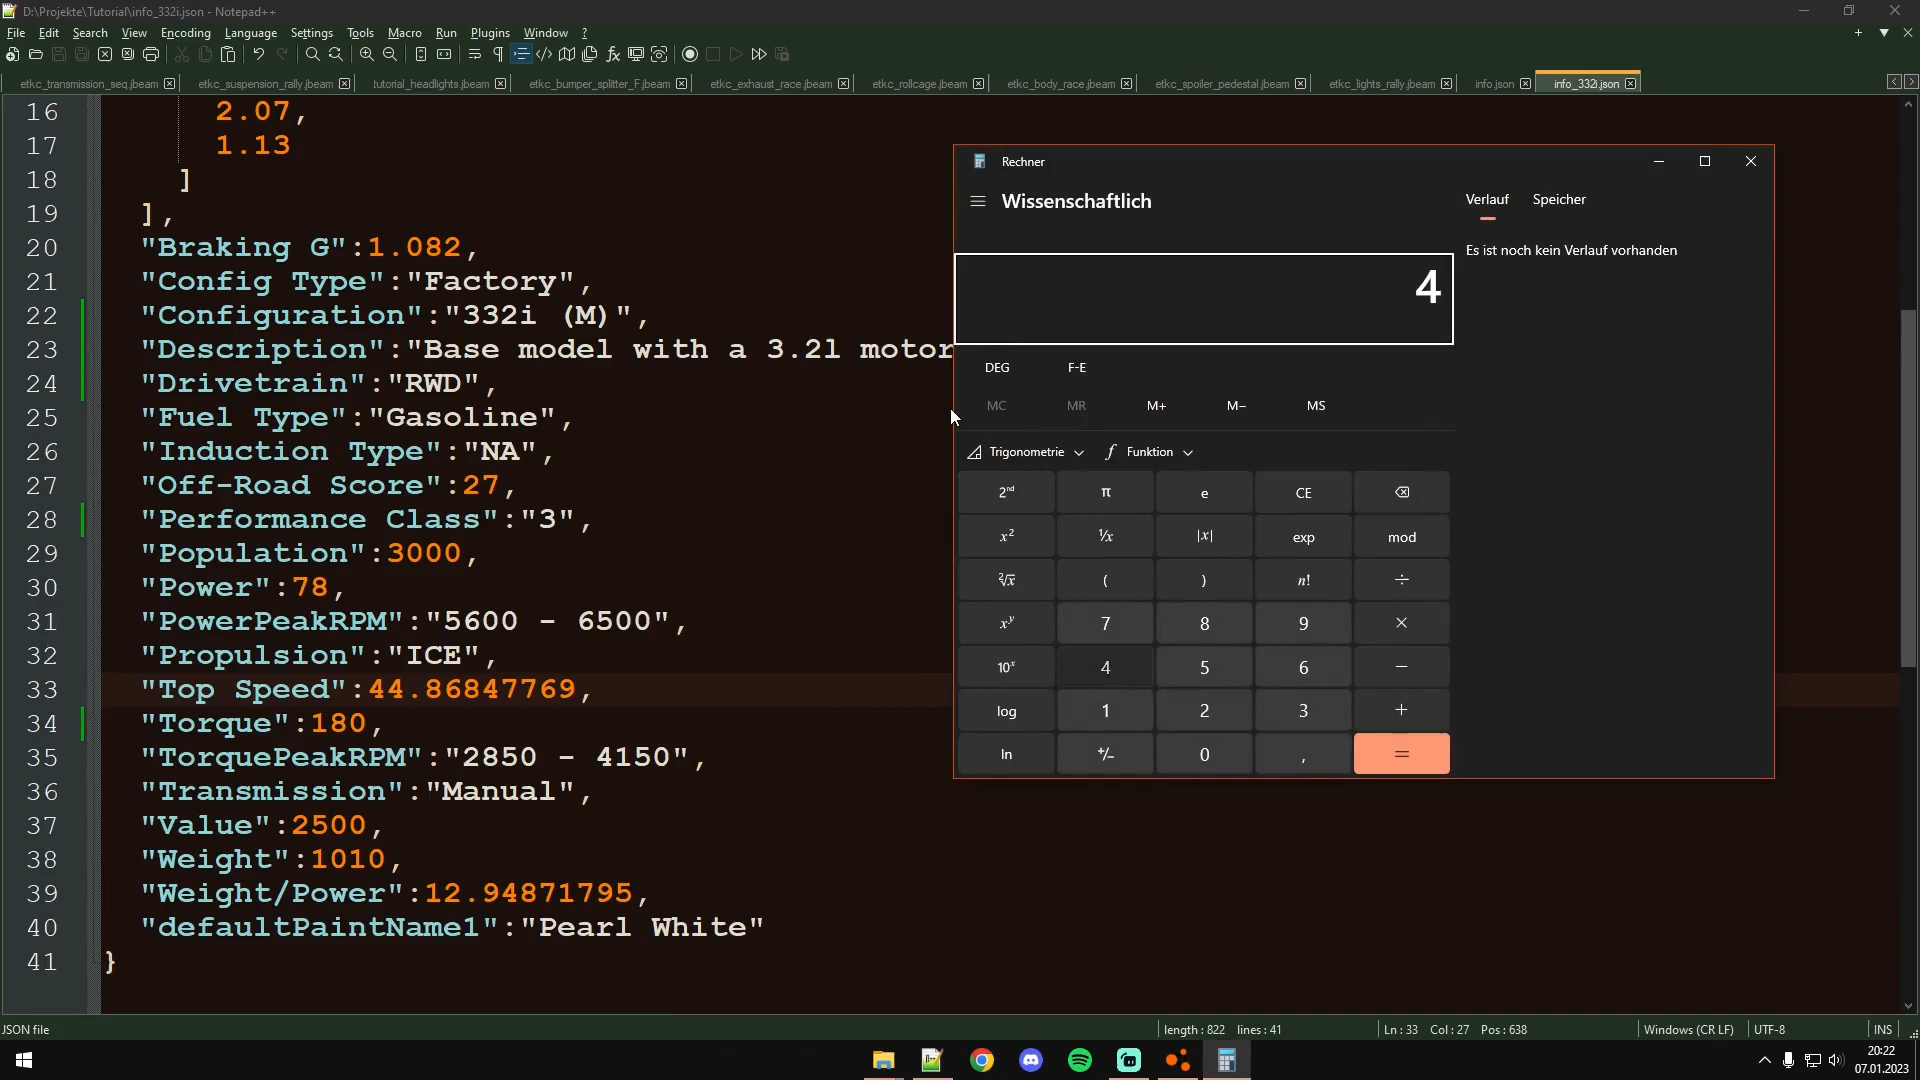 D:\Projekte\Tutorial\info_332i.json - Notepad++
File Edit Search View Encoding Language Settings Tools Macro Run Plugins Window ?
etkc_transmission_seq.jbeam etkc_suspension_rally.jbeam tutorial_headlights.jbeam etkc_bumper_splitter_F.jbeam etkc_exhaust_race.jbeam etkc_rollcage.jbeam etkc_body_race.jbeam etkc_spoiler_pedestal.jbeam etkc_lights_rally.jbeam info.json info_332i.json
16 2.07,
17 1.13
18 ]
19 ],
20 "Braking G":1.082,
21 "Config Type":"Factory",
22 "Configuration":"332i (M)",
23 "Description":"Base model with a 3.2l motor
24 "Drivetrain":"RWD",
25 "Fuel Type":"Gasoline",
26 "Induction Type":"NA",
27 "Off-Road Score":27,
28 "Performance Class":"3",
29 "Population":3000,
30 "Power":78,
31 "PowerPeakRPM":"5600 - 6500",
32 "Propulsion":"ICE",
33 "Top Speed":44.86847769,
34 "Torque":180,
35 "TorquePeakRPM":"2850 - 4150",
36 "Transmission":"Manual",
37 "Value":2500,
38 "Weight":1010,
39 "Weight/Power":12.94871795,
40 "defaultPaintName1":"Pearl White"
41 }
Rechner
Wissenschaftlich
Verlauf Speicher
Es ist noch kein Verlauf vorhanden
4
DEG F-E
MC MR M+ M− MS
Trigonometrie Funktion
2nd π e CE
x² ¹/x |x| exp mod
²√x ( ) n! ÷
xʸ 7 8 9 ×
10ˣ 4 5 6 −
log 1 2 3 +
ln +/− 0 , =
JSON file length : 822 lines : 41 Ln : 33 Col : 27 Pos : 638 Windows (CR LF) UTF-8 INS
20:22
07.01.2023